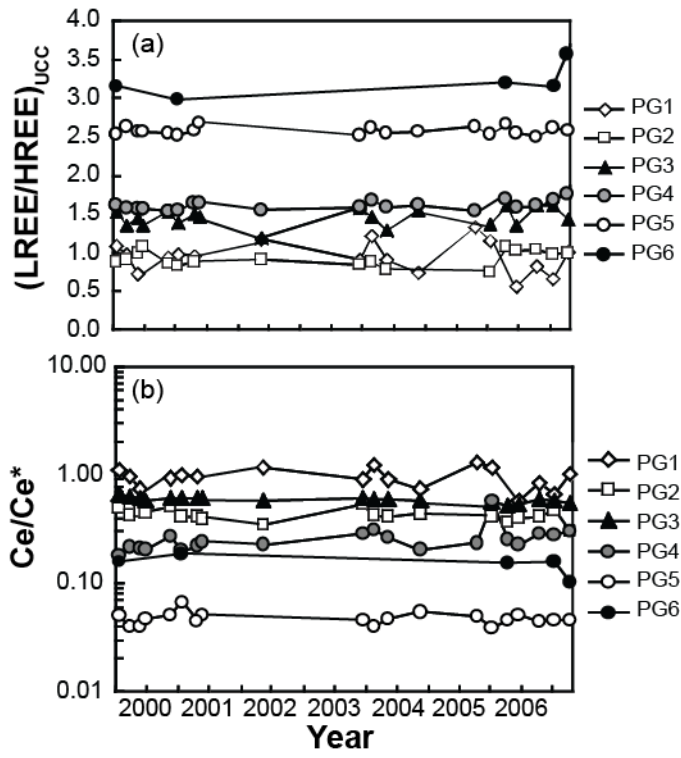 (LREE/HREE)UCC
4.0
3.5
3.0
2.5
2.0
1.5
1.0
0.5
0.0
(a)
PG1
PG2
PG3
PG4
PG5
PG6
Ce/Ce*
10.00
1.00
0.10
0.01
(b)
PG1
PG2
PG3
PG4
PG5
PG6
2000 2001 2002 2003 2004 2005 2006
Year